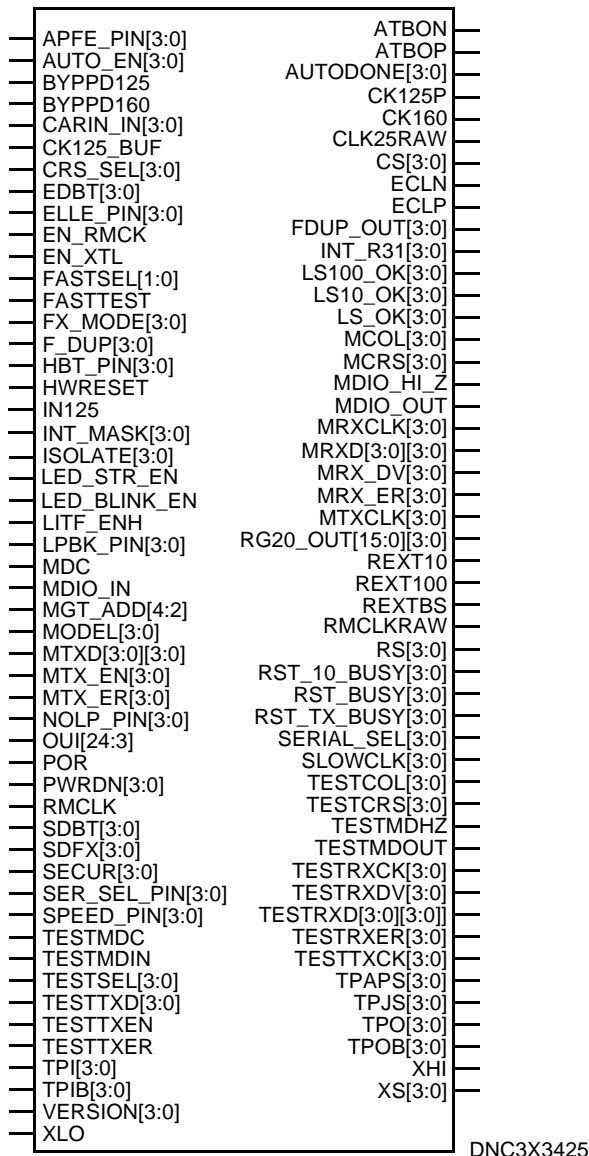 APFE_PIN[3:0]
AUTO_EN[3:0]
BYPPD125
BYPPD160
CARIN_IN[3:0]
CK125_BUF
CRS_SEL[3:0]
EDBT[3:0]
ELLE_PIN[3:0]
EN_RMCK
EN_XTL
FASTSEL[1:0]
FASTTEST
FX_MODE[3:0]
F_DUP[3:0]
HBT_PIN[3:0]
HWRESET
IN125
INT_MASK[3:0]
ISOLATE[3:0]
LED_STR_EN
LED_BLINK_EN
LITF_ENH
LPBK_PIN[3:0]
MDC
MDIO_IN
MGT_ADD[4:2]
MODEL[3:0]
MTXD[3:0][3:0]
MTX_EN[3:0]
MTX_ER[3:0]
NOLP_PIN[3:0]
OUI[24:3]
POR
PWRDN[3:0]
RMCLK
SDBT[3:0]
SDFX[3:0]
SECUR[3:0]
SER_SEL_PIN[3:0]
SPEED_PIN[3:0]
TESTMDC
TESTMDIN
TESTSEL[3:0]
TESTTXD[3:0]
TESTTXEN
TESTTXER
TPI[3:0]
TPIB[3:0]
VERSION[3:0]
XLO
ATBON
ATBOP
AUTODONE[3:0]
CK125P
CK160
CLK25RAW
CS[3:0]
ECLN
ECLP
FDUP_OUT[3:0]
INT_R31[3:0]
LS100_OK[3:0]
LS10_OK[3:0]
LS_OK[3:0]
MCOL[3:0]
MCRS[3:0]
MDIO_HI_Z
MDIO_OUT
MRXCLK[3:0]
MRXD[3:0][3:0]
MRX_DV[3:0]
MRX_ER[3:0]
MTXCLK[3:0]
RG20_OUT[15:0][3:0]
REXT10
REXT100
REXTBS
RMCLKRAW
RS[3:0]
RST_10_BUSY[3:0]
RST_BUSY[3:0]
RST_TX_BUSY[3:0]
SERIAL_SEL[3:0]
SLOWCLK[3:0]
TESTCOL[3:0]
TESTCRS[3:0]
TESTMDHZ
TESTMDOUT
TESTRXCK[3:0]
TESTRXDV[3:0]
TESTRXD[3:0][3:0]]
TESTRXER[3:0]
TESTTXCK[3:0]
TPAPS[3:0]
TPJS[3:0]
TPO[3:0]
TPOB[3:0]
XHI
XS[3:0]
DNC3X3425